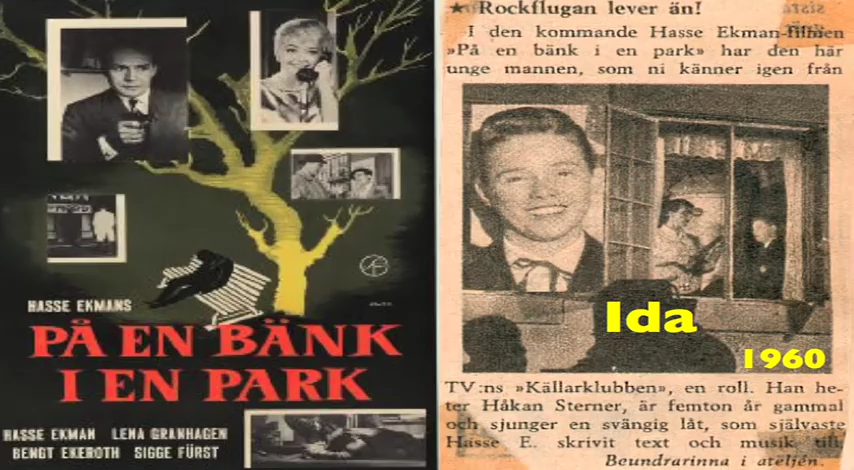 HASSE EKMANS
PÅ EN BÄNK
I EN PARK
HASSE EKMAN LENA GRANHAGEN
BENGT EKEROTH SIGGE FÜRST
★ Rockflugan lever än!
I den kommande Hasse Ekman-filmen
»På en bänk i en park» har den här
unge mannen, som ni känner igen från
Ida
1960
TV:ns »Källarklubben», en roll. Han he-
ter Håkan Sterner, är femton år gammal
och sjunger en svängig låt, som självaste
Hasse E. skrivit text och musik till.
Beundrarinna i ateljén.